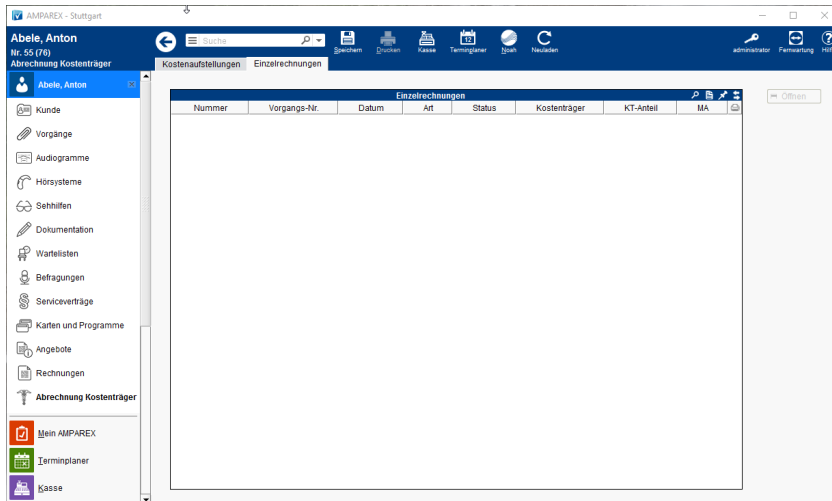 AMPAREX - Stuttgart
Abele, Anton
Nr. 55 (76)
Abrechnung Kostenträger
Suche
Speichern
Drucken
Kasse
Terminplaner
12
Noah
Neuladen
administrator
Fernwartung
Hilf
Kostenaufstellungen
Einzelrechnungen
Abele, Anton
Kunde
Vorgänge
Audiogramme
Hörsysteme
Sehhilfen
Dokumentation
Wartelisten
Befragungen
Serviceverträge
Karten und Programme
Angebote
Rechnungen
Abrechnung Kostenträger
Mein AMPAREX
Terminplaner
Kasse
Einzelrechnungen
Nummer Vorgangs-Nr. Datum Art Status Kostenträger KT-Anteil MA
Öffnen